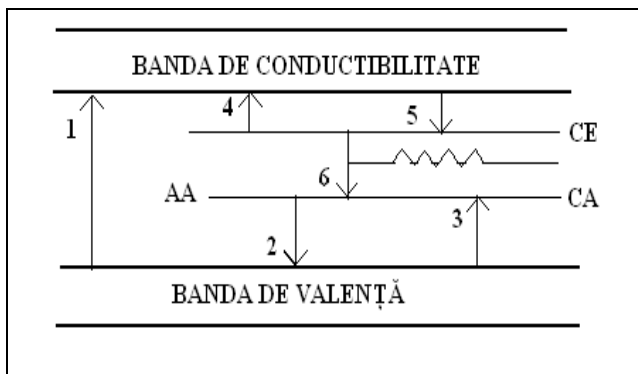 BANDA DE CONDUCTIBILITATE
1
4
5
CE
6
AA
CA
2
3
BANDA DE VALENȚĂ